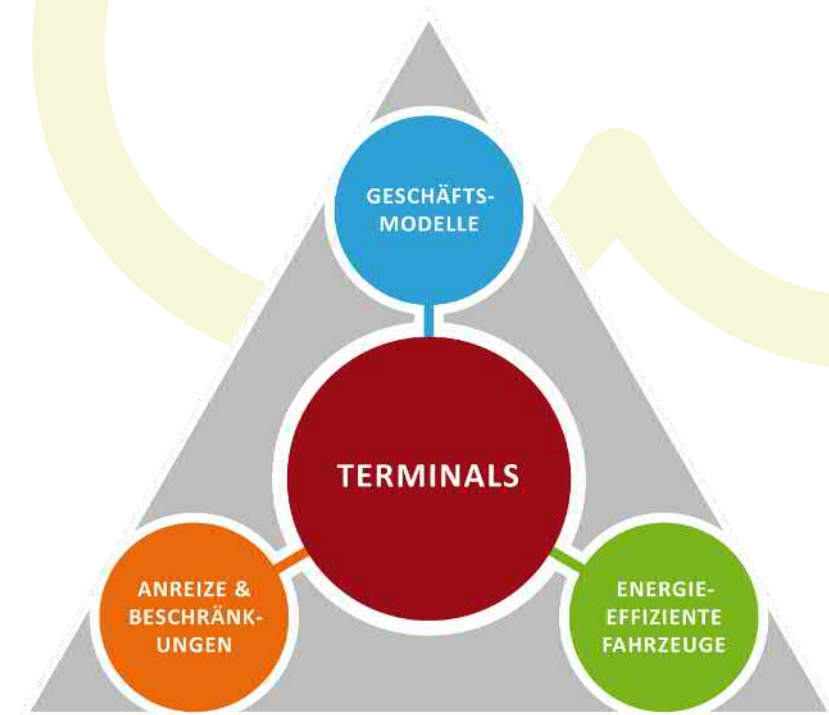 GESCHÄFTS-
MODELLE
TERMINALS
ANREIZE &
BESCHRÄNK-
UNGEN
ENERGIE-
EFFIZIENTE
FAHRZEUGE